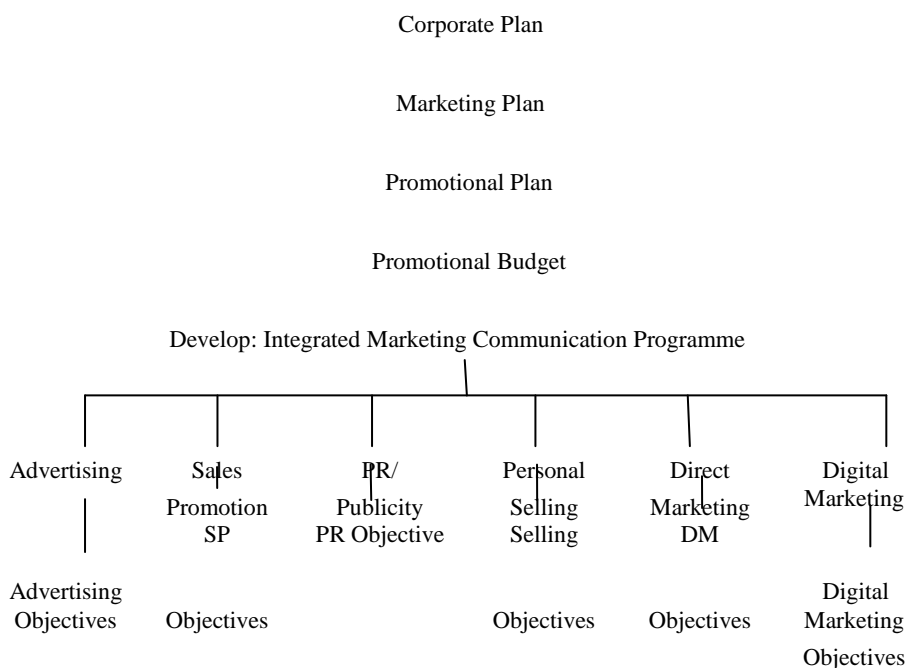 Corporate Plan
Marketing Plan
Promotional Plan
Promotional Budget
Develop: Integrated Marketing Communication Programme
Advertising Sales PR/ Personal Direct Digital
Marketing
Promotion Publicity Selling Marketing
SP PR Objective Selling DM
Advertising Digital
Objectives Objectives Objectives Objectives Marketing
Objectives